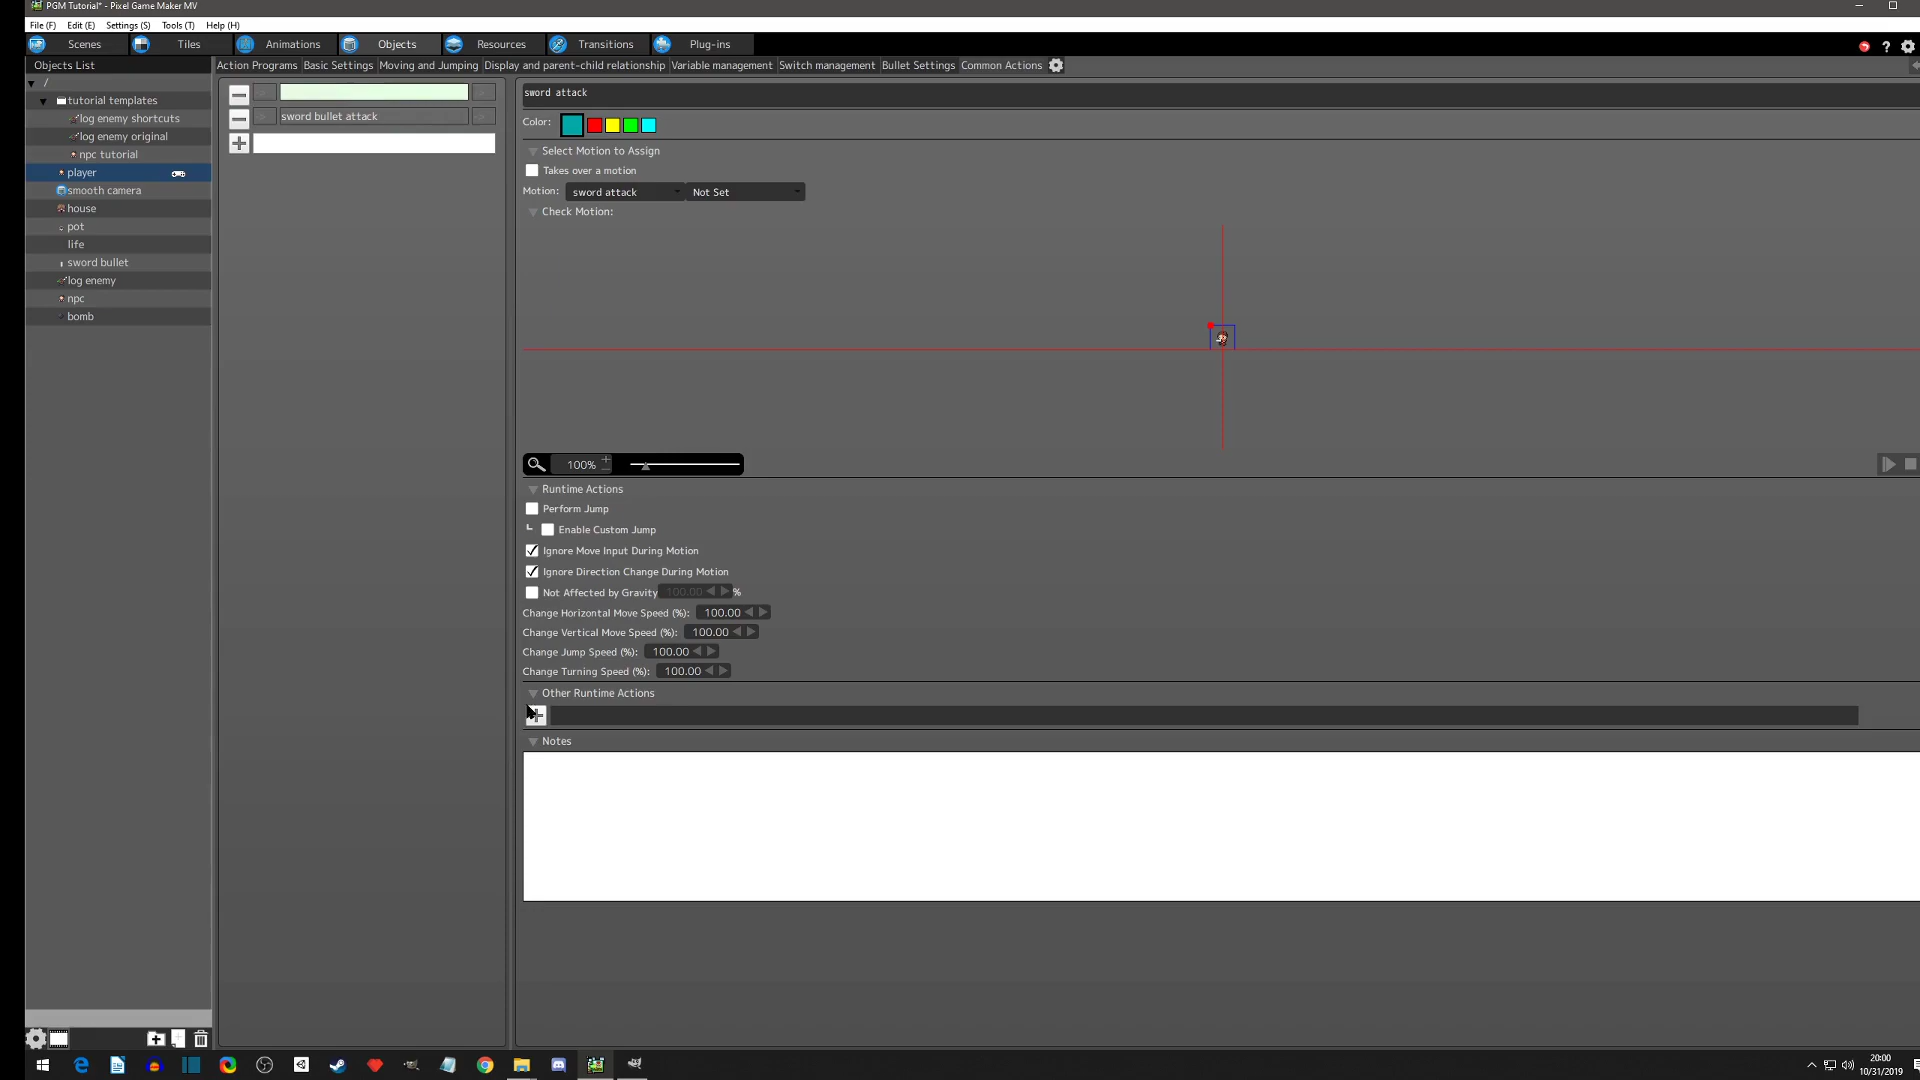 PGM Tutorial* - Pixel Game Maker MV
File (F) Edit (E) Settings (S) Tools (T) Help (H)
Scenes Tiles Animations Objects Resources Transitions Plug-ins
Objects List
Action Programs Basic Settings Moving and Jumping Display and parent-child relationship Variable management Switch management Bullet Settings Common Actions
/
tutorial templates
log enemy shortcuts
log enemy original
npc tutorial
player
smooth camera
house
pot
life
sword bullet
log enemy
npc
bomb
sword bullet attack
sword attack
Color:
Select Motion to Assign
Takes over a motion
Motion: sword attack Not Set
Check Motion:
100%
Runtime Actions
Perform Jump
Enable Custom Jump
Ignore Move Input During Motion
Ignore Direction Change During Motion
Not Affected by Gravity 100.00 %
Change Horizontal Move Speed (%): 100.00
Change Vertical Move Speed (%): 100.00
Change Jump Speed (%): 100.00
Change Turning Speed (%): 100.00
Other Runtime Actions
Notes
20:00
10/31/2019